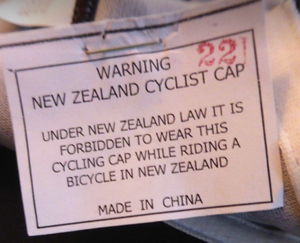 22
WARNING
NEW ZEALAND CYCLIST CAP
UNDER NEW ZEALAND LAW IT IS
FORBIDDEN TO WEAR THIS
CYCLING CAP WHILE RIDING A
BICYCLE IN NEW ZEALAND
MADE IN CHINA